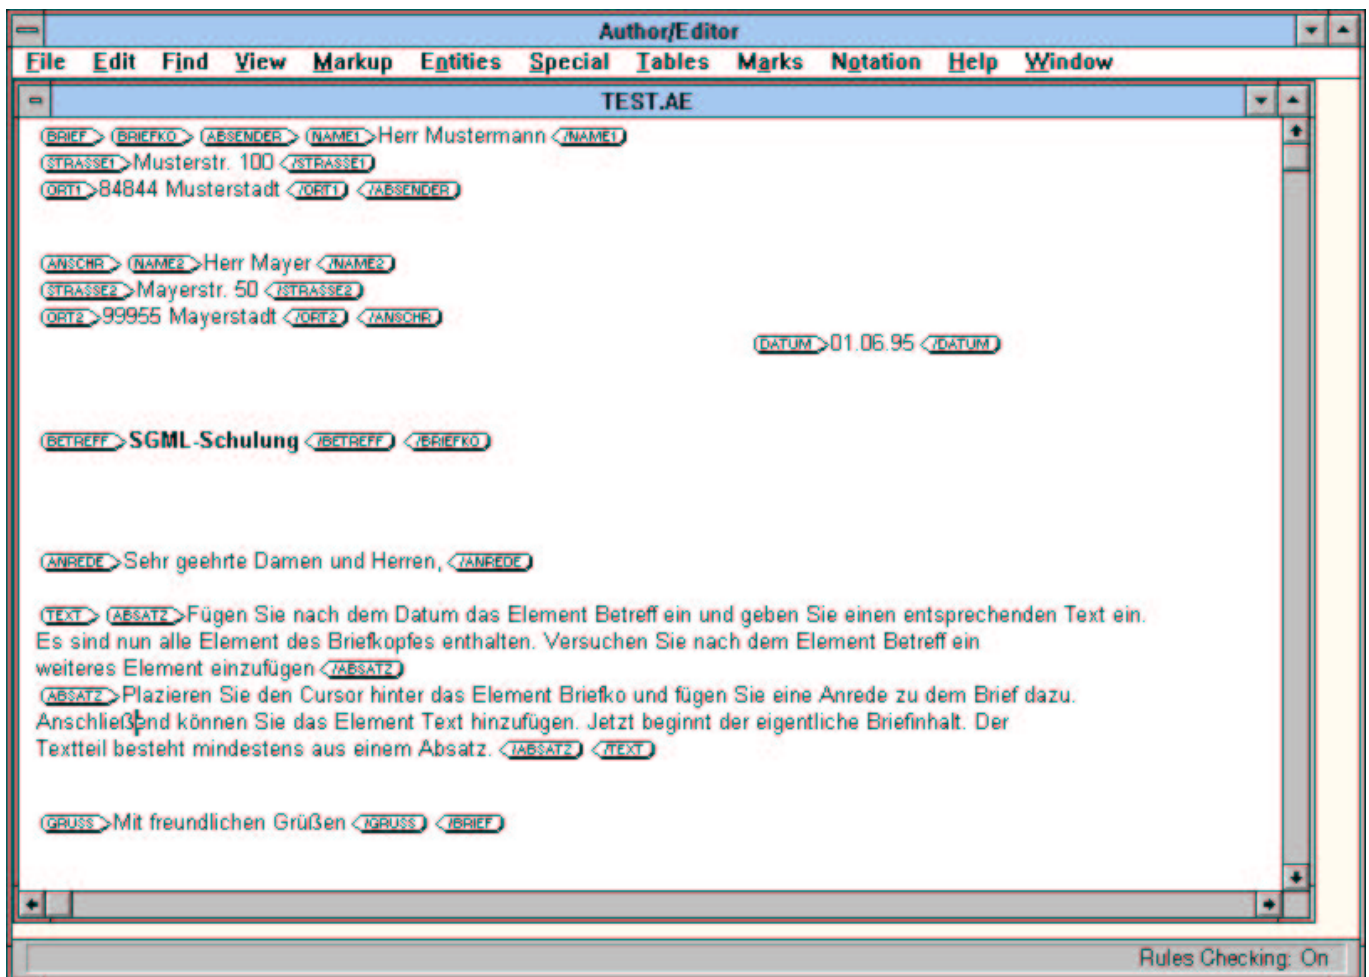 Author/Editor
File Edit Find View Markup Entities Special Tables Marks Notation Help Window
TEST.AE
BRIEF BRIEFKO ABSENDER NAME1 Herr Mustermann /NAME1
STRASSE1 Musterstr. 100 /STRASSE1
ORT1 84844 Musterstadt /ORT1 /ABSENDER
ANSCHR NAME2 Herr Mayer /NAME2
STRASSE2 Mayerstr. 50 /STRASSE2
ORT2 99955 Mayerstadt /ORT2 /ANSCHR
DATUM 01.06.95 /DATUM
BETREFF SGML-Schulung /BETREFF /BRIEFKO
ANREDE Sehr geehrte Damen und Herren, /ANREDE
TEXT ABSATZ Fügen Sie nach dem Datum das Element Betreff ein und geben Sie einen entsprechenden Text ein.
Es sind nun alle Element des Briefkopfes enthalten. Versuchen Sie nach dem Element Betreff ein
weiteres Element einzufügen /ABSATZ
ABSATZ Plazieren Sie den Cursor hinter das Element Briefko und fügen Sie eine Anrede zu dem Brief dazu.
Anschließend können Sie das Element Text hinzufügen. Jetzt beginnt der eigentliche Briefinhalt. Der
Textteil besteht mindestens aus einem Absatz. /ABSATZ /TEXT
GRUSS Mit freundlichen Grüßen /GRUSS /BRIEF
Rules Checking: On